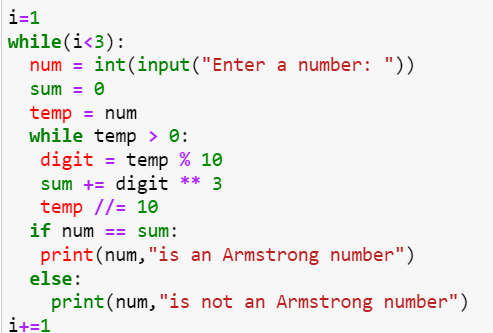 i=1
while(i<3):
  num = int(input("Enter a number: "))
  sum = 0
  temp = num
  while temp > 0:
   digit = temp % 10
   sum += digit ** 3
   temp //= 10
  if num == sum:
   print(num,"is an Armstrong number")
  else:
    print(num,"is not an Armstrong number")
i+=1